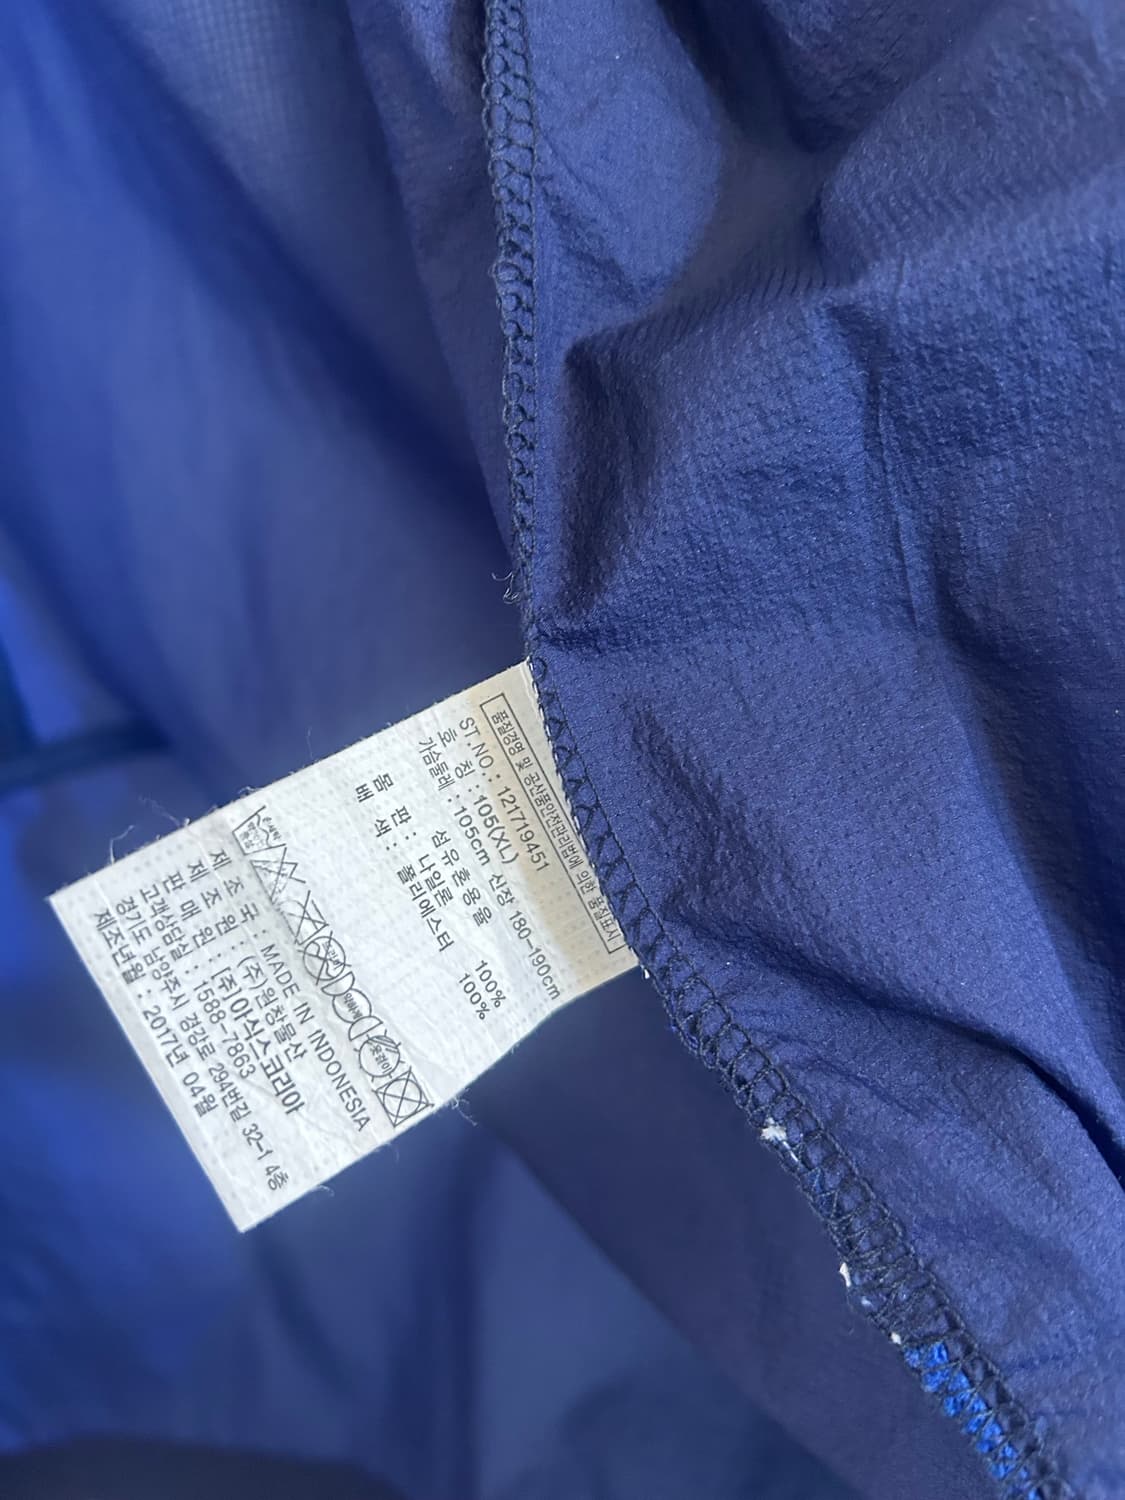 품질경영 및 공산품안전관리법에 의한 품질표시
ST.NO.: 121719451
호 칭 : 105(XL) 신장 180-190cm
가슴둘레 : 105cm
섬유혼용율
몸 판 : 나일론 100%
배 색 : 폴리에스터 100%
제 조 국 : MADE IN INDONESIA
제 조 원 : (주)원창물산
판 매 원 : (주)아식스코리아
고객상담실 : 1588-7863
경기도 남양주시 경강로 294번길 32-1 4층
제조년월 : 2017년 04월